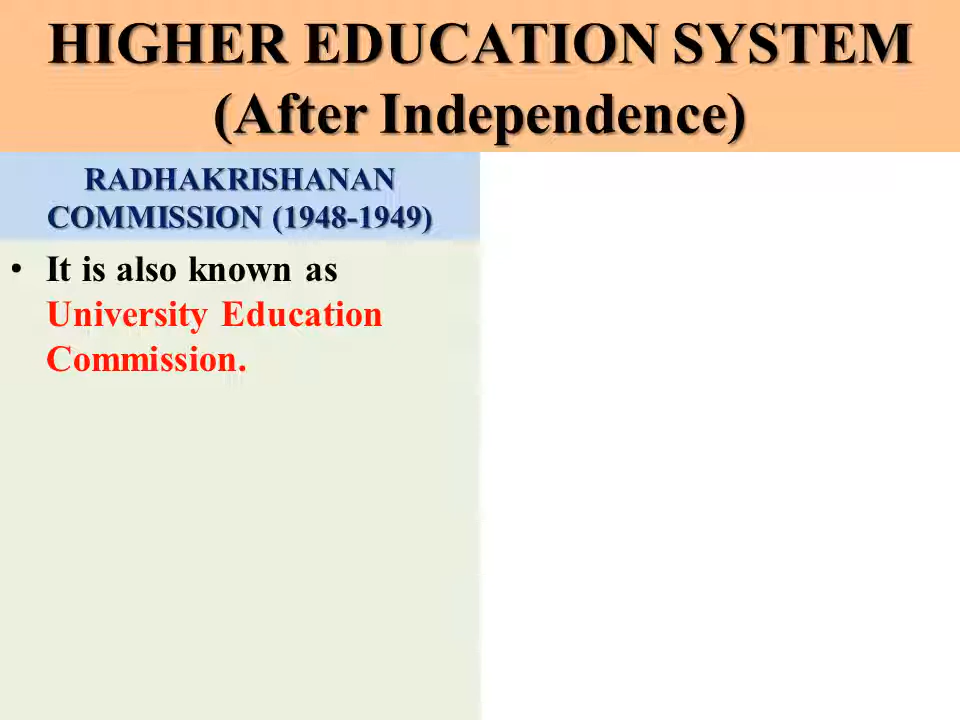 HIGHER EDUCATION SYSTEM
(After Independence)
RADHAKRISHANAN
COMMISSION (1948-1949)
• It is also known as
University Education
Commission.